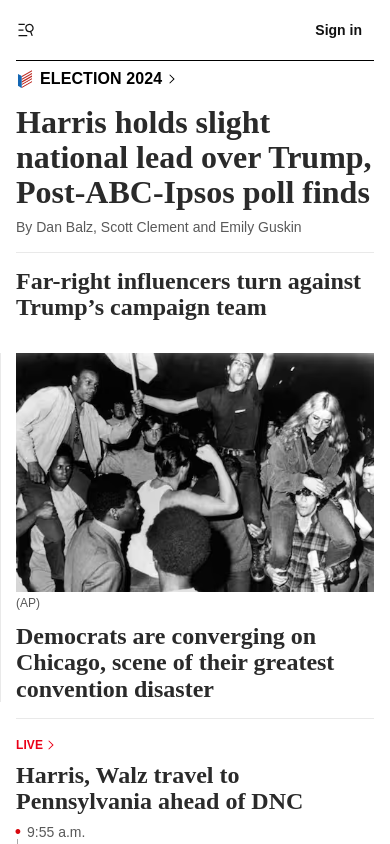 Sign in
ELECTION 2024
Harris holds slight
national lead over Trump,
Post-ABC-Ipsos poll finds
By Dan Balz, Scott Clement and Emily Guskin
Far-right influencers turn against
Trump’s campaign team
(AP)
Democrats are converging on
Chicago, scene of their greatest
convention disaster
LIVE
Harris, Walz travel to
Pennsylvania ahead of DNC
9:55 a.m.